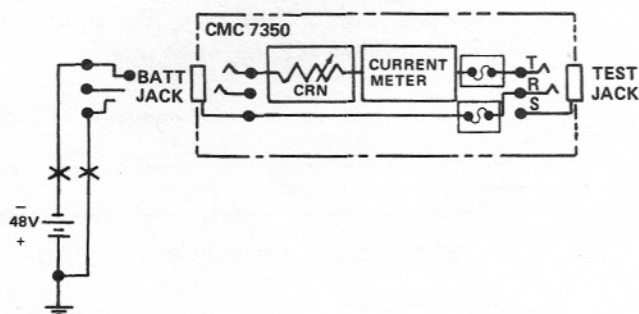 CMC 7350
BATT
JACK
CRN
CURRENT
METER
T
R
S
TEST
JACK
−
48V
+